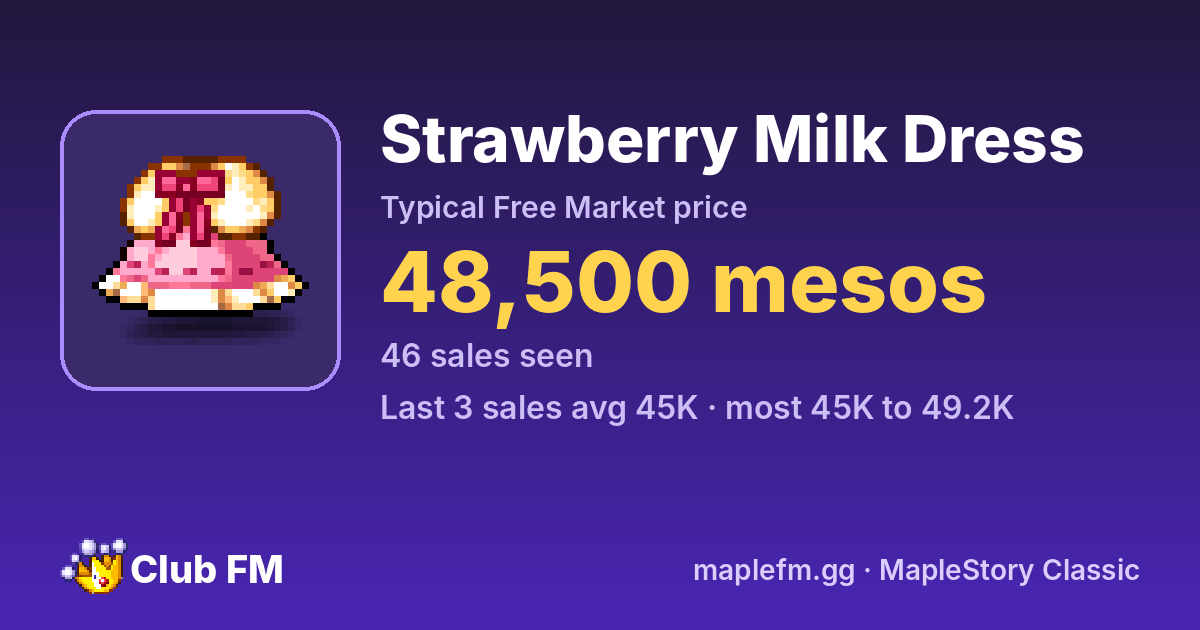 Strawberry Milk Dress
Typical Free Market price
48,500 mesos
46 sales seen
Last 3 sales avg 45K · most 45K to 49.2K
Club FM
maplefm.gg · MapleStory Classic